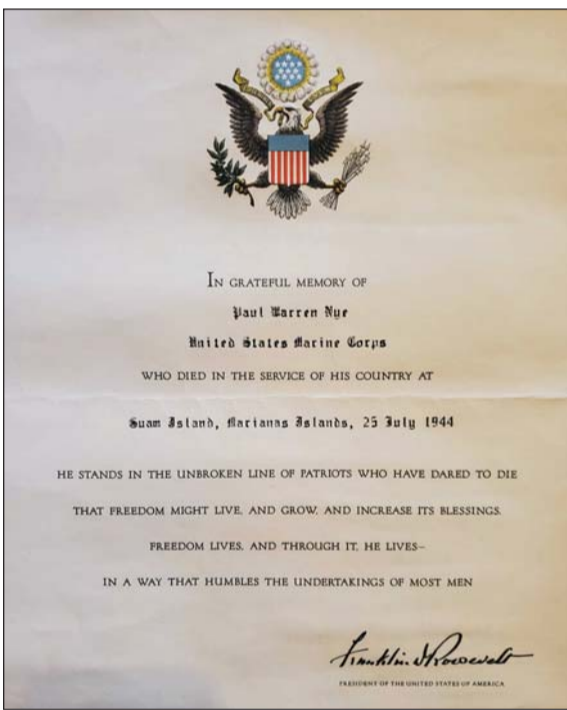 IN GRATEFUL MEMORY OF
Paul Warren Nye
United States Marine Corps
WHO DIED IN THE SERVICE OF HIS COUNTRY AT
Guam Island, Marianas Islands, 25 July 1944
HE STANDS IN THE UNBROKEN LINE OF PATRIOTS WHO HAVE DARED TO DIE
THAT FREEDOM MIGHT LIVE, AND GROW, AND INCREASE ITS BLESSINGS.
FREEDOM LIVES, AND THROUGH IT, HE LIVES–
IN A WAY THAT HUMBLES THE UNDERTAKINGS OF MOST MEN
Franklin D Roosevelt
PRESIDENT OF THE UNITED STATES OF AMERICA